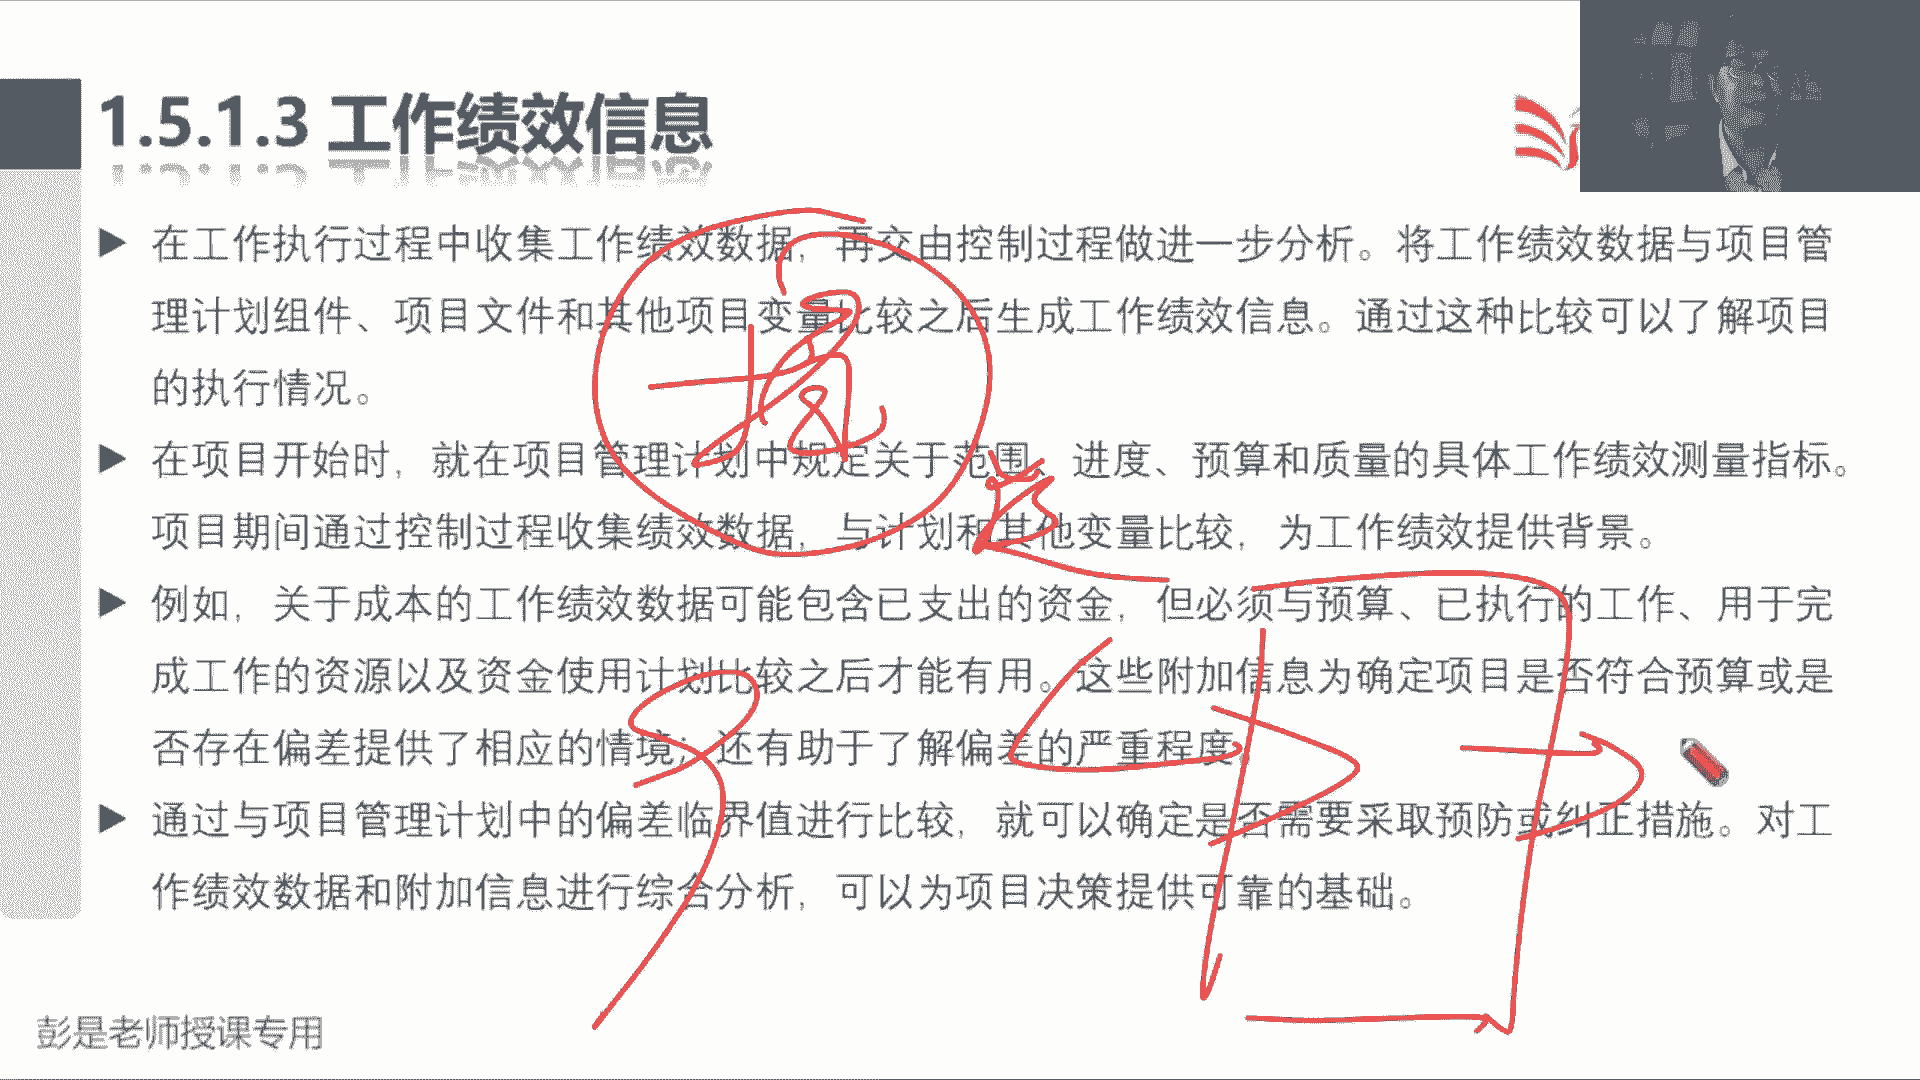 1.5.1.3 工作绩效信息
▶ 在工作执行过程中收集工作绩效数据，再交由控制过程做进一步分析。将工作绩效数据与项目管
理计划组件、项目文件和其他项目变量比较之后生成工作绩效信息。通过这种比较可以了解项目
的执行情况。
▶ 在项目开始时，就在项目管理计划中规定关于范围、进度、预算和质量的具体工作绩效测量指标。
项目期间通过控制过程收集绩效数据，与计划和其他变量比较，为工作绩效提供背景。
▶ 例如，关于成本的工作绩效数据可能包含已支出的资金，但必须与预算、已执行的工作、用于完
成工作的资源以及资金使用计划比较之后才能有用。这些附加信息为确定项目是否符合预算或是
否存在偏差提供了相应的情境；还有助于了解偏差的严重程度。
▶ 通过与项目管理计划中的偏差临界值进行比较，就可以确定是否需要采取预防或纠正措施。对工
作绩效数据和附加信息进行综合分析，可以为项目决策提供可靠的基础。
彭是老师授课专用